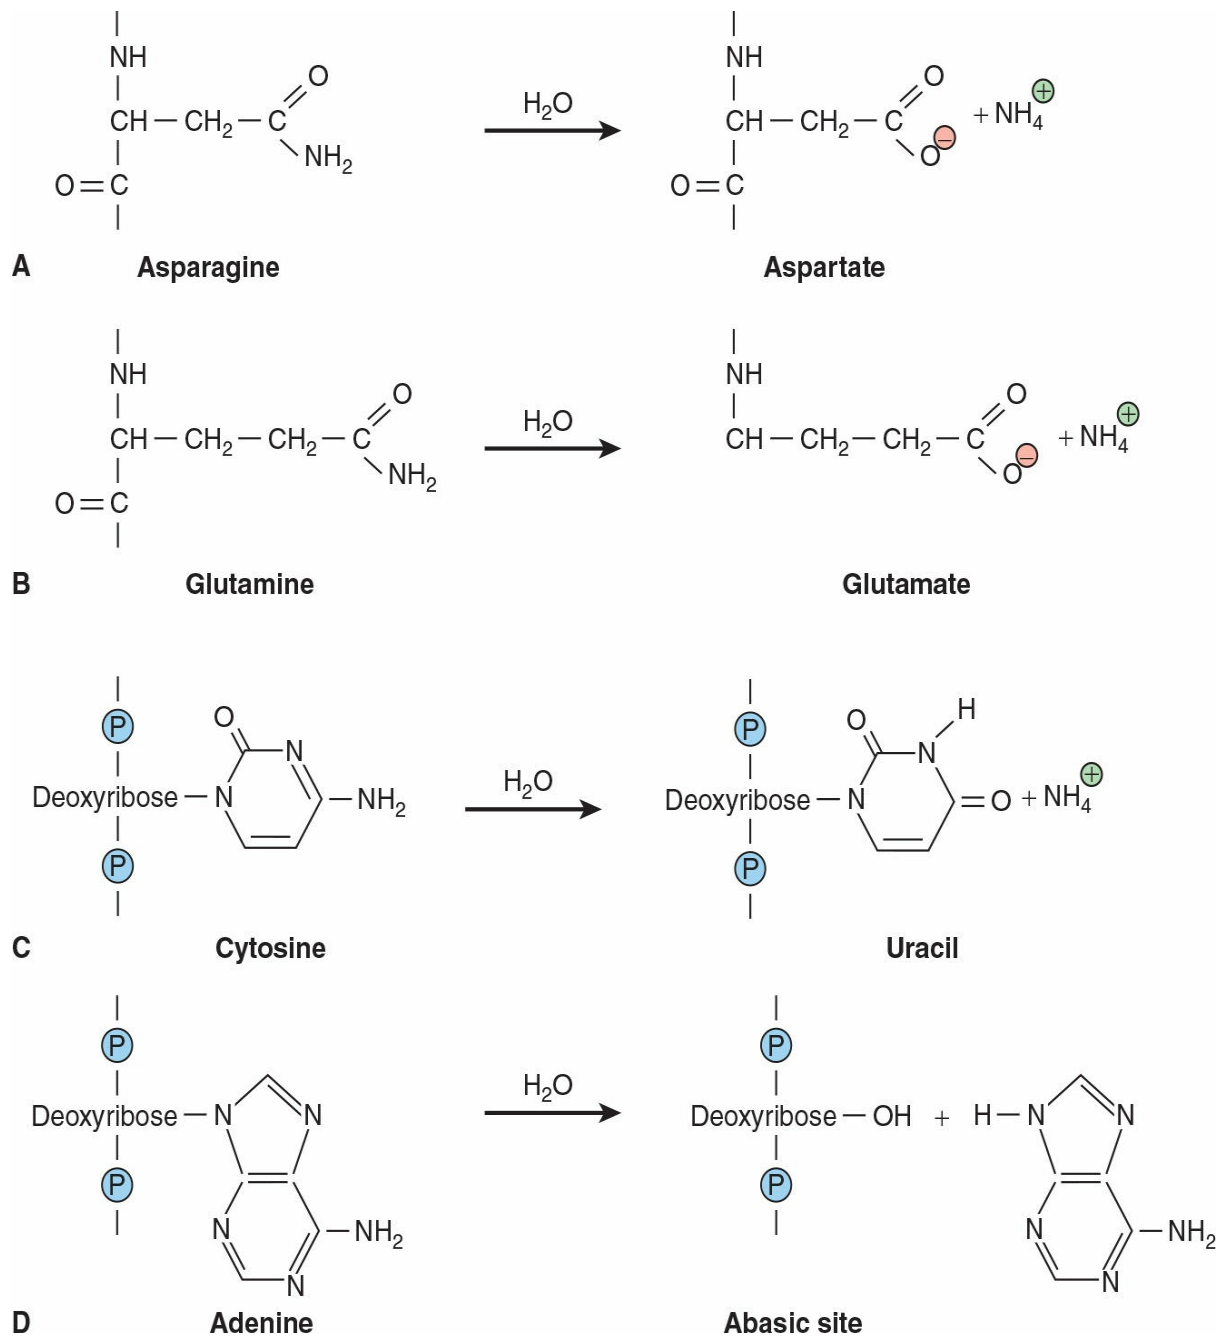 NH NH
O O
H2O + NH4 +
CH — CH2 — C CH — CH2 — C
NH2 O −
O = C O = C
A Asparagine Aspartate
NH NH
O O
H2O + NH4 +
CH — CH2 — CH2 — C CH — CH2 — CH2 — C
NH2 O −
O = C
B Glutamine Glutamate
P O N P O N H
Deoxyribose — N NH2 H2O Deoxyribose — N = O + NH4 +
P P
C Cytosine Uracil
P P
Deoxyribose — N N H2O Deoxyribose — OH + H — N N
P P
N NH2 N NH2
N N
D Adenine Abasic site